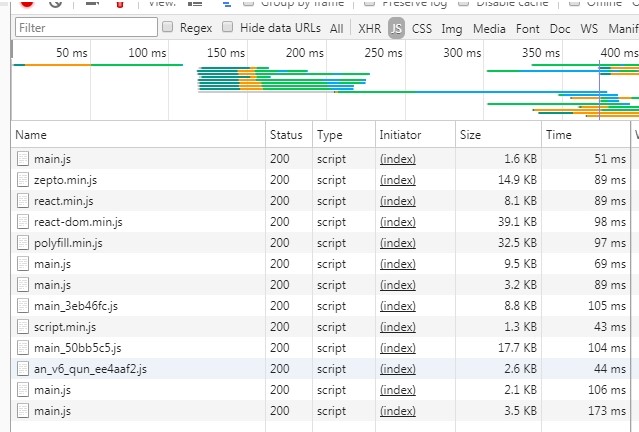 View: Group by frame Preserve log Disable cache Offline
Filter Regex Hide data URLs All XHR JS CSS Img Media Font Doc WS Manif
50 ms 100 ms 150 ms 200 ms 250 ms 300 ms 350 ms 400 m
Name Status Type Initiator Size Time
main.js 200 script (index) 1.6 KB 51 ms
zepto.min.js 200 script (index) 14.9 KB 89 ms
react.min.js 200 script (index) 8.1 KB 89 ms
react-dom.min.js 200 script (index) 39.1 KB 98 ms
polyfill.min.js 200 script (index) 32.5 KB 97 ms
main.js 200 script (index) 9.5 KB 69 ms
main.js 200 script (index) 3.2 KB 89 ms
main_3eb46fc.js 200 script (index) 8.8 KB 105 ms
script.min.js 200 script (index) 1.3 KB 43 ms
main_50bb5c5.js 200 script (index) 17.7 KB 104 ms
an_v6_qun_ee4aaf2.js 200 script (index) 2.6 KB 44 ms
main.js 200 script (index) 2.1 KB 106 ms
main.js 200 script (index) 3.5 KB 173 ms